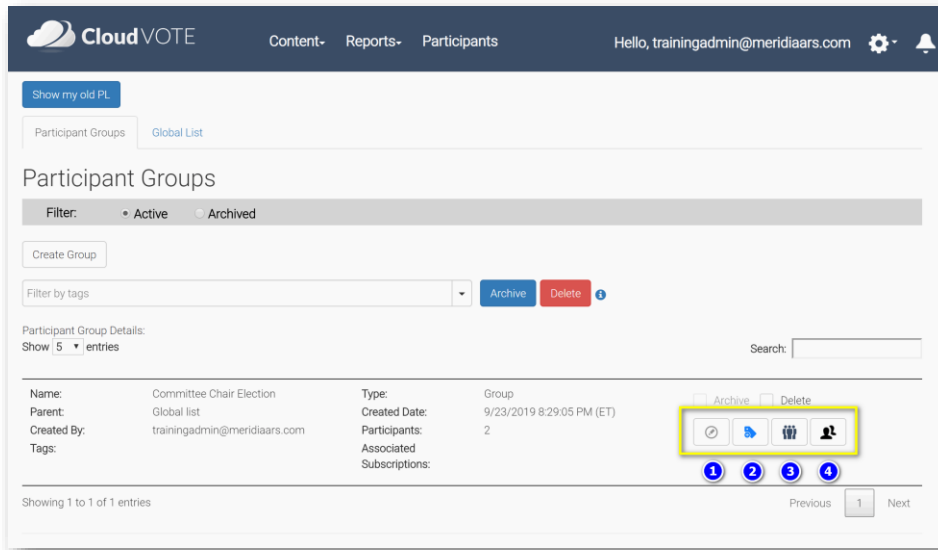 CloudVOTE Content Reports Participants Hello, trainingadmin@meridiaars.com
Show my old PL
Participant Groups Global List
Participant Groups
Filter: Active Archived
Create Group
Filter by tags Archive Delete
Participant Group Details:
Show 5 entries Search:
Name: Committee Chair Election Type: Group Archive Delete
Parent: Global list Created Date: 9/23/2019 8:29:05 PM (ET)
Created By: trainingadmin@meridiaars.com Participants: 2
Tags: Associated
Subscriptions:
1 2 3 4
Showing 1 to 1 of 1 entries Previous 1 Next